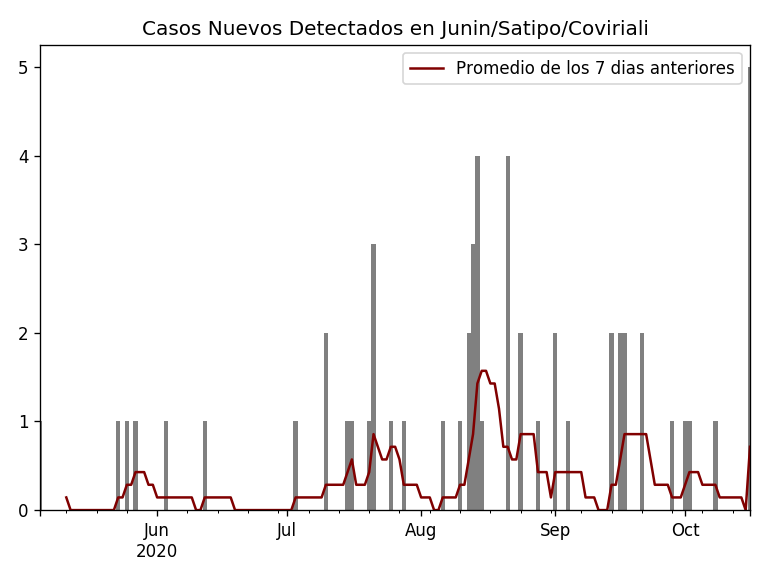 Casos Nuevos Detectados en Junin/Satipo/Coviriali
Promedio de los 7 dias anteriores
5
4
3
2
1
0
Jun
2020
Jul
Aug
Sep
Oct